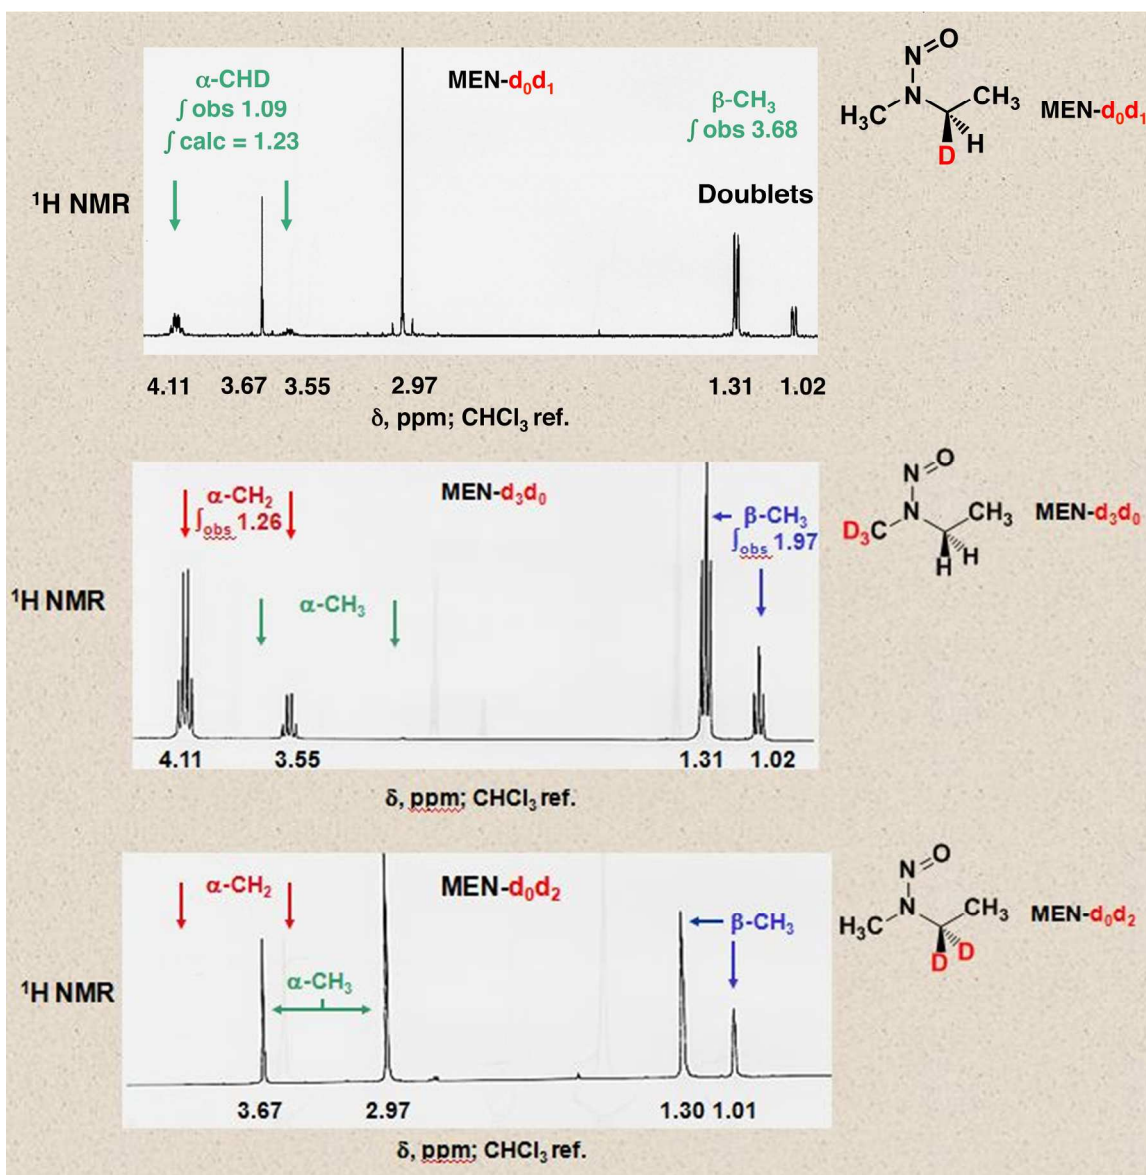 N=O
N
H₃C
CH₃
D
H
MEN-d₀d₁
α-CHD
∫ obs 1.09
∫ calc = 1.23
MEN-d₀d₁
β-CH₃
∫ obs 3.68
Doublets
¹H NMR
4.11 3.67 3.55 2.97 1.31 1.02
δ, ppm; CHCl₃ ref.
N=O
N
D₃C
CH₃
H
H
MEN-d₃d₀
α-CH₂
∫obs 1.26
MEN-d₃d₀
β-CH₃
∫obs 1.97
α-CH₃
¹H NMR
4.11 3.55 1.31 1.02
δ, ppm; CHCl₃ ref.
N=O
N
H₃C
CH₃
D
D
MEN-d₀d₂
α-CH₂
MEN-d₀d₂
β-CH₃
α-CH₃
¹H NMR
3.67 2.97 1.30 1.01
δ, ppm; CHCl₃ ref.